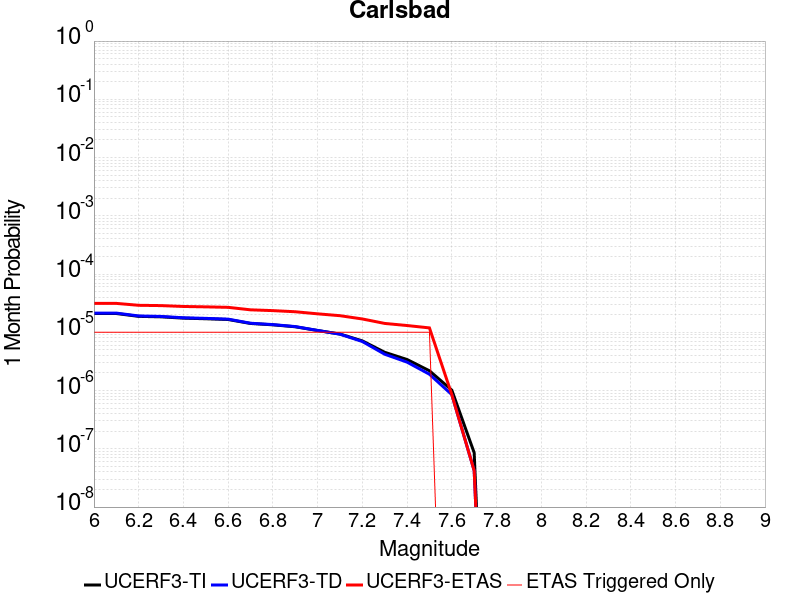 Carlsbad
1 Month Probability
10^0
10^-1
10^-2
10^-3
10^-4
10^-5
10^-6
10^-7
10^-8
6 6.2 6.4 6.6 6.8 7 7.2 7.4 7.6 7.8 8 8.2 8.4 8.6 8.8 9
Magnitude
UCERF3-TI UCERF3-TD UCERF3-ETAS ETAS Triggered Only